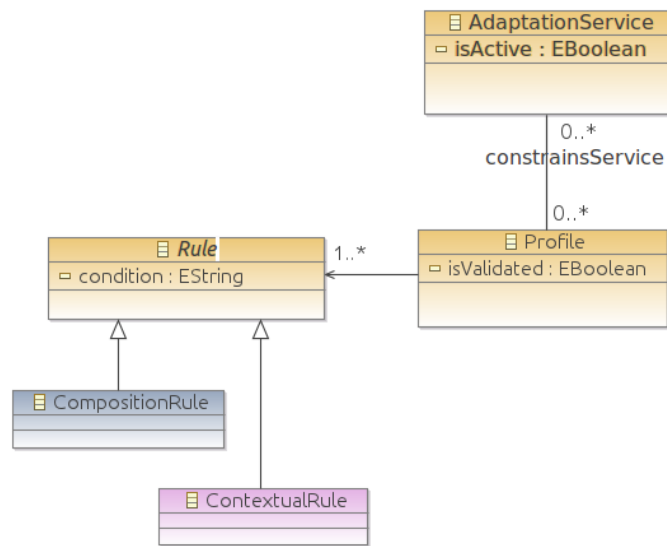 AdaptationService
isActive : EBoolean
0..*
constrainsService
0..*
Rule
condition : EString
1..*
Profile
isValidated : EBoolean
CompositionRule
ContextualRule